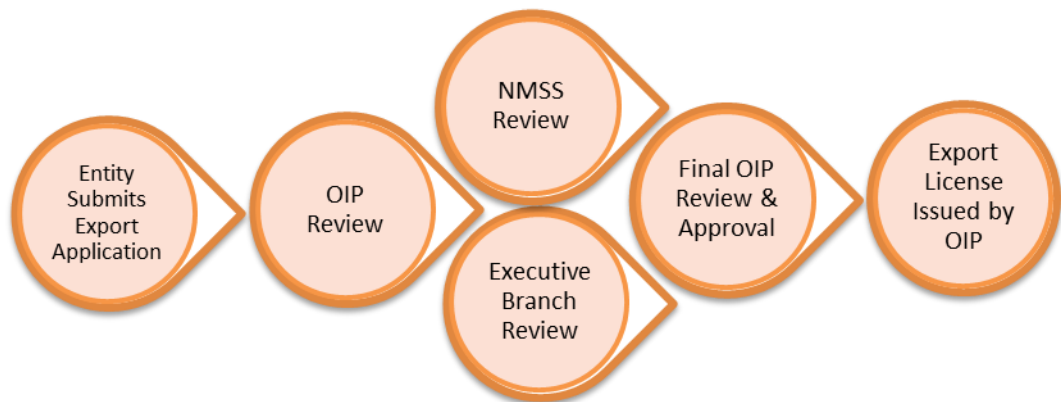 Entity
Submits
Export
Application
OIP
Review
NMSS
Review
Executive
Branch
Review
Final OIP
Review &
Approval
Export
License
Issued by
OIP